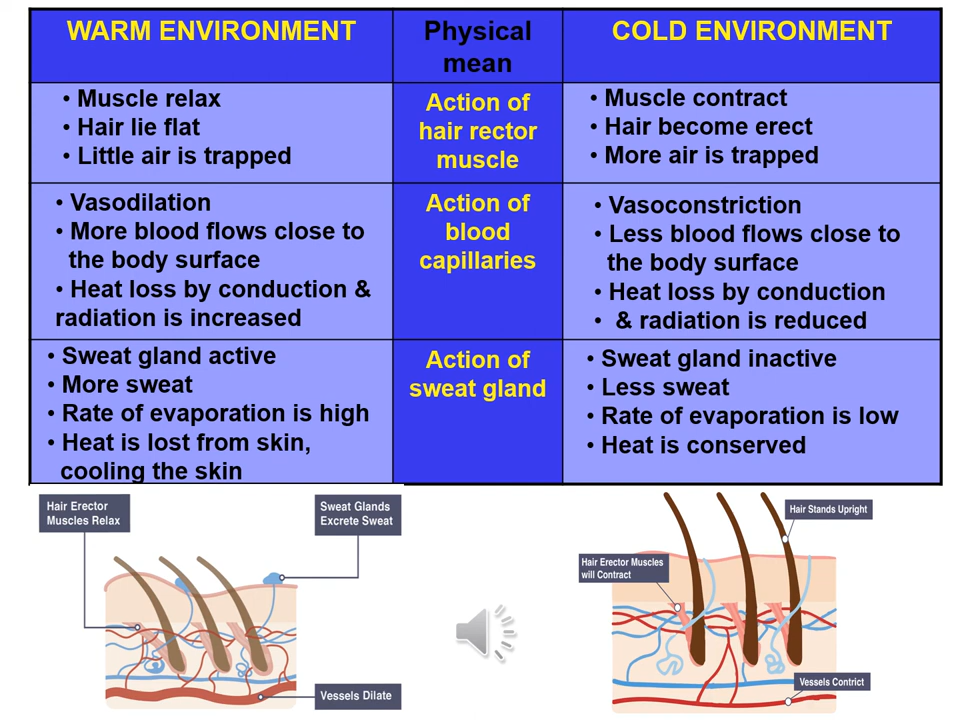 WARM ENVIRONMENT
Physical
mean
COLD ENVIRONMENT
• Muscle relax
• Hair lie flat
• Little air is trapped
Action of
hair rector
muscle
• Muscle contract
• Hair become erect
• More air is trapped
• Vasodilation
• More blood flows close to
the body surface
• Heat loss by conduction &
radiation is increased
Action of
blood
capillaries
• Vasoconstriction
• Less blood flows close to
the body surface
• Heat loss by conduction
• & radiation is reduced
• Sweat gland active
• More sweat
• Rate of evaporation is high
• Heat is lost from skin,
cooling the skin
Action of
sweat gland
• Sweat gland inactive
• Less sweat
• Rate of evaporation is low
• Heat is conserved
Hair Erector
Muscles Relax
Sweat Glands
Excrete Sweat
Vessels Dilate
Hair Stands Upright
Hair Erector Muscles
will Contract
Vessels Contrict